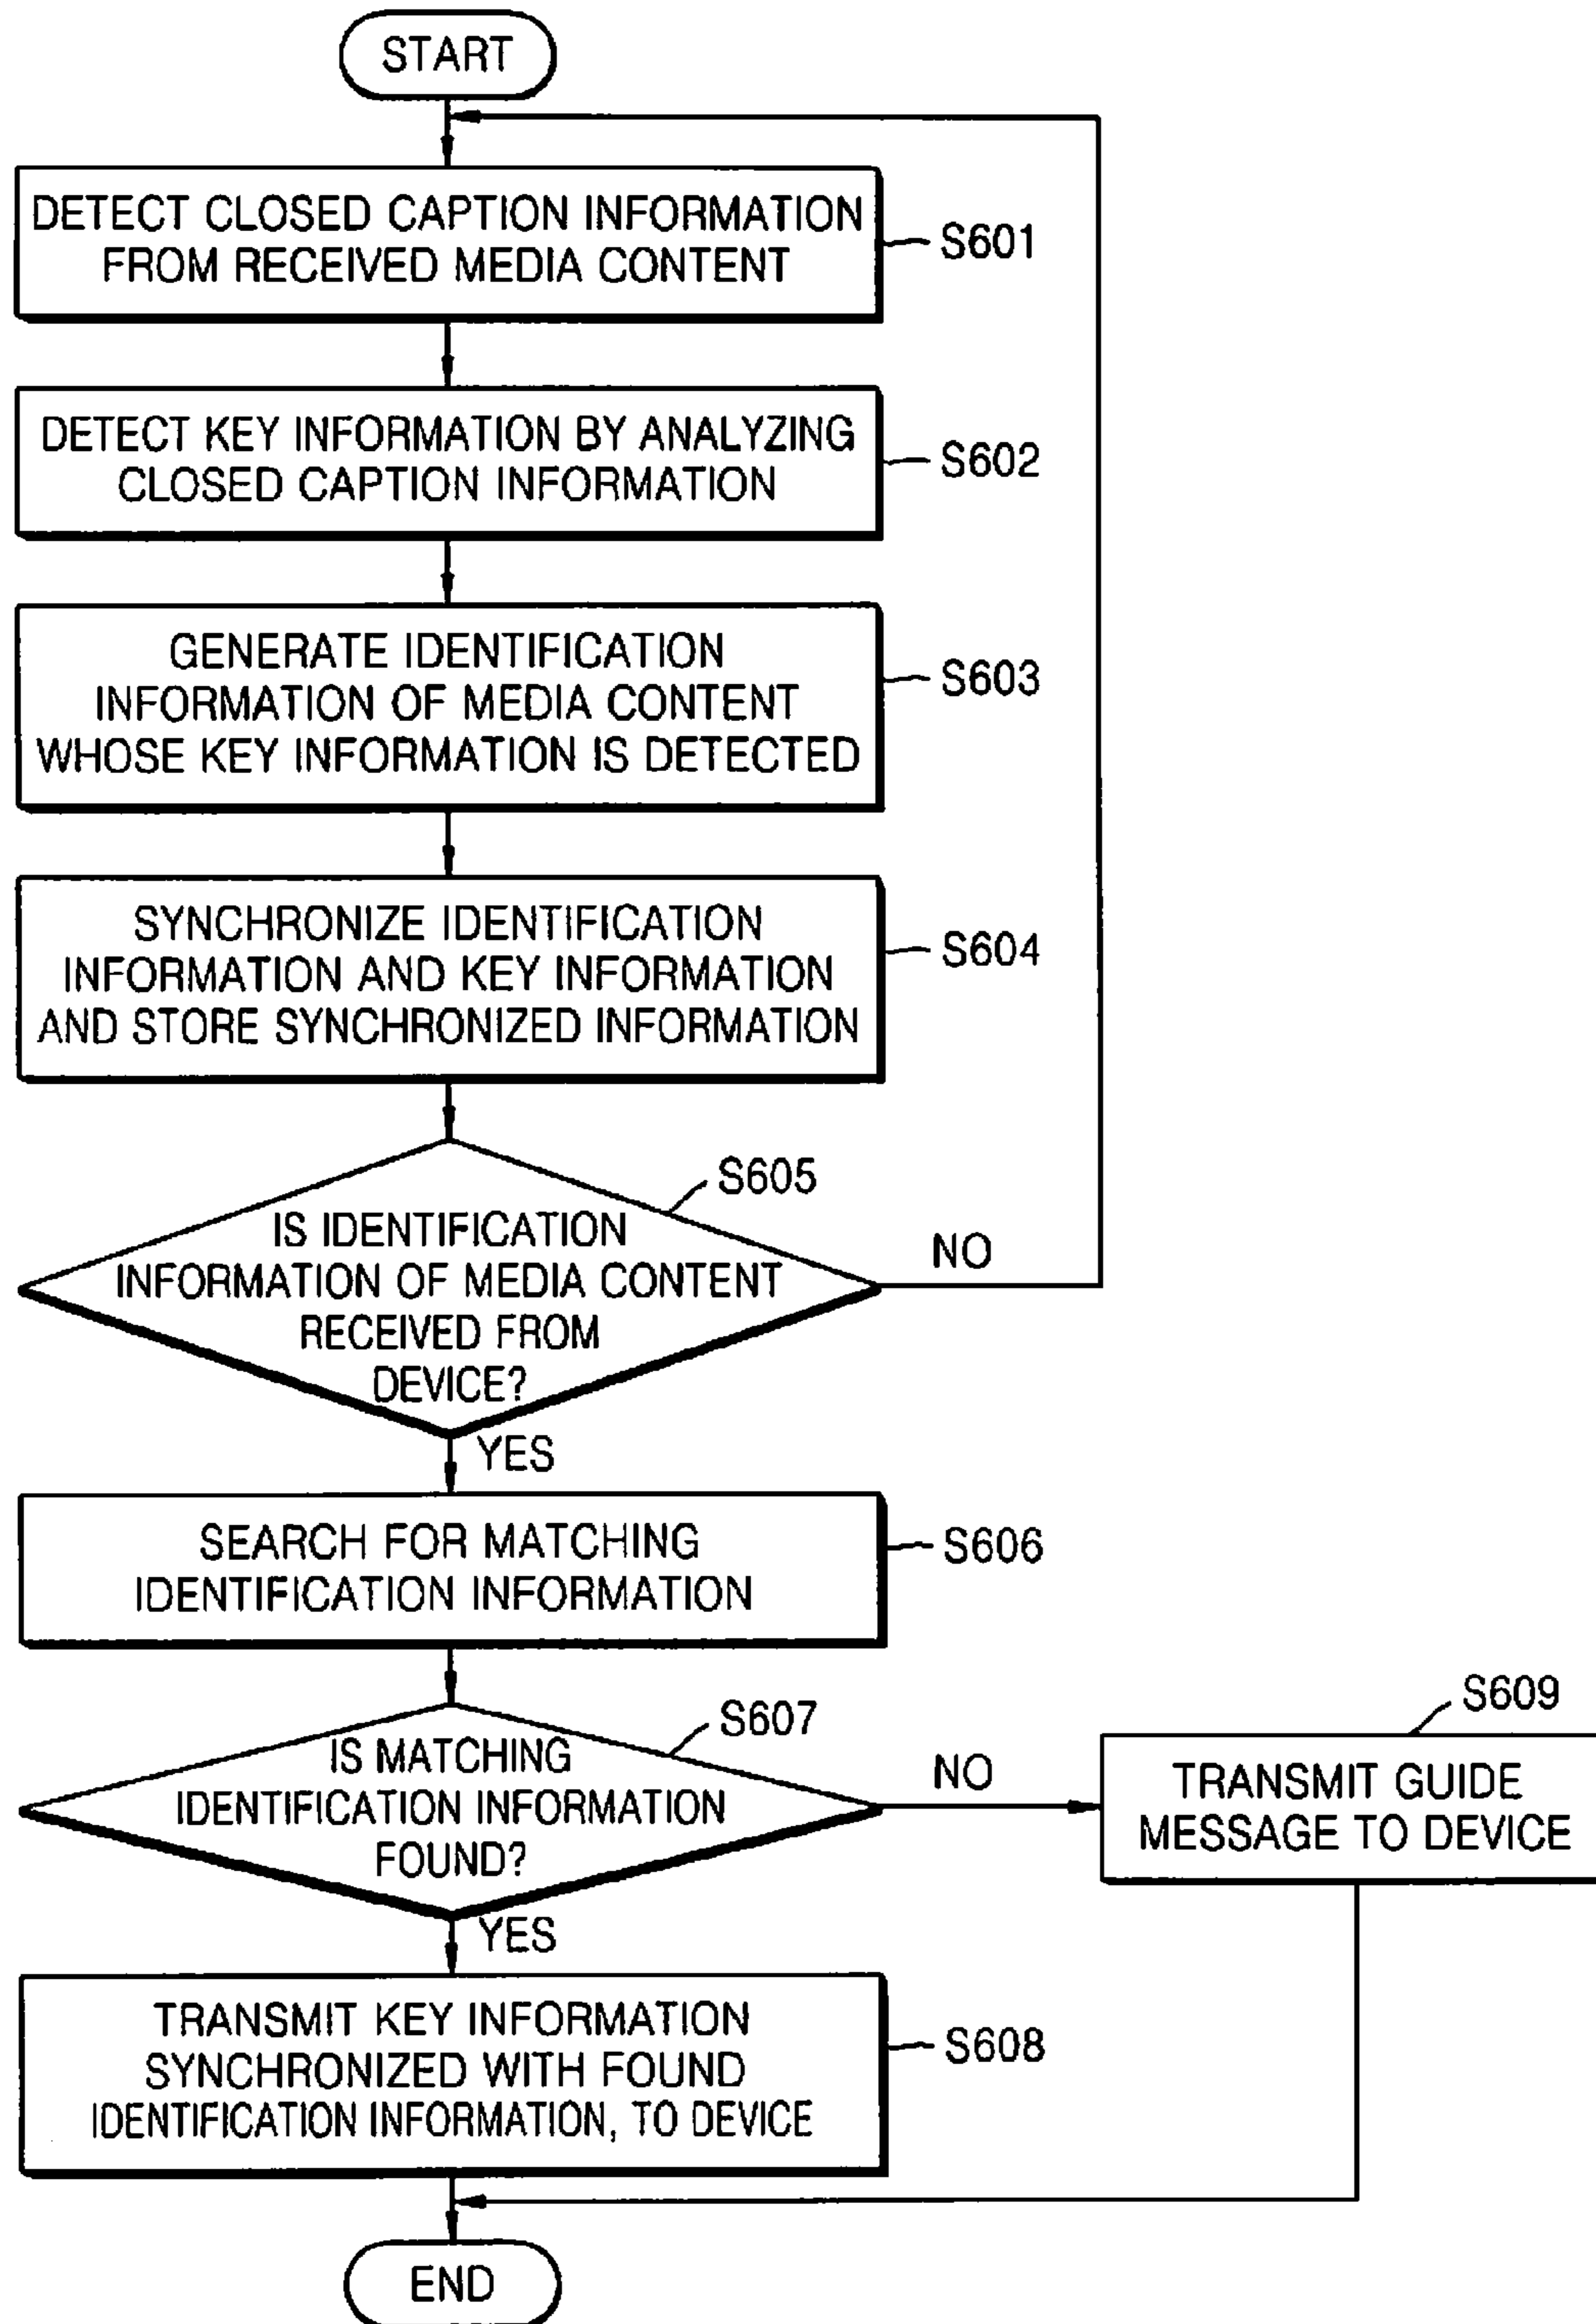 START
DETECT CLOSED CAPTION INFORMATION
FROM RECEIVED MEDIA CONTENT
S601
DETECT KEY INFORMATION BY ANALYZING
CLOSED CAPTION INFORMATION
S602
GENERATE IDENTIFICATION
INFORMATION OF MEDIA CONTENT
WHOSE KEY INFORMATION IS DETECTED
S603
SYNCHRONIZE IDENTIFICATION
INFORMATION AND KEY INFORMATION
AND STORE SYNCHRONIZED INFORMATION
S604
S605
IS IDENTIFICATION
INFORMATION OF MEDIA CONTENT
RECEIVED FROM
DEVICE?
NO
YES
SEARCH FOR MATCHING
IDENTIFICATION INFORMATION
S606
S607
IS MATCHING
IDENTIFICATION INFORMATION
FOUND?
NO
S609
TRANSMIT GUIDE
MESSAGE TO DEVICE
YES
TRANSMIT KEY INFORMATION
SYNCHRONIZED WITH FOUND
IDENTIFICATION INFORMATION, TO DEVICE
S608
END